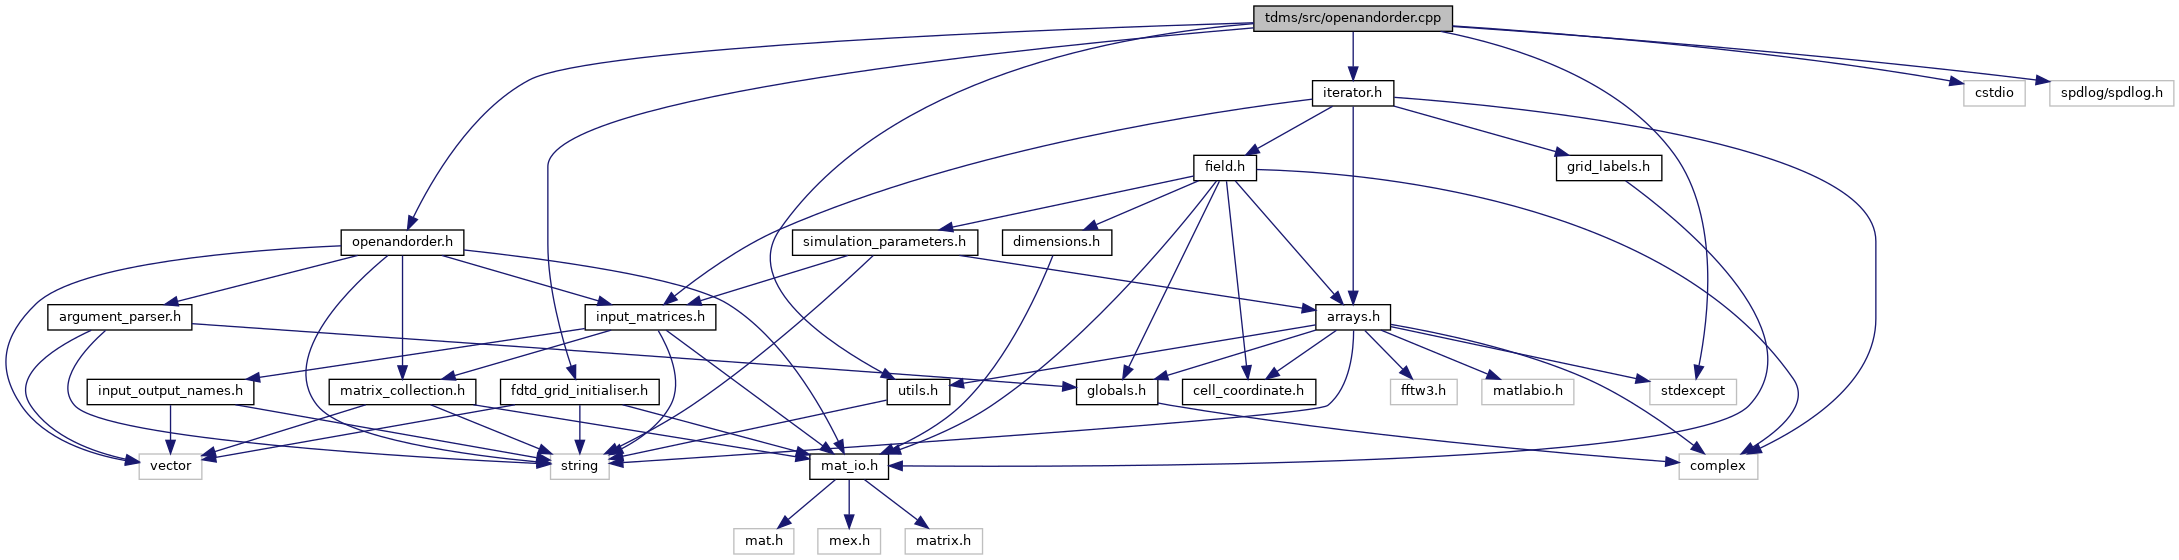 tdms/src/openandorder.cpp
iterator.h
cstdio
spdlog/spdlog.h
field.h
grid_labels.h
openandorder.h
simulation_parameters.h
dimensions.h
argument_parser.h
input_matrices.h
arrays.h
input_output_names.h
matrix_collection.h
fdtd_grid_initialiser.h
utils.h
globals.h
cell_coordinate.h
fftw3.h
matlabio.h
stdexcept
vector
string
mat_io.h
complex
mat.h
mex.h
matrix.h